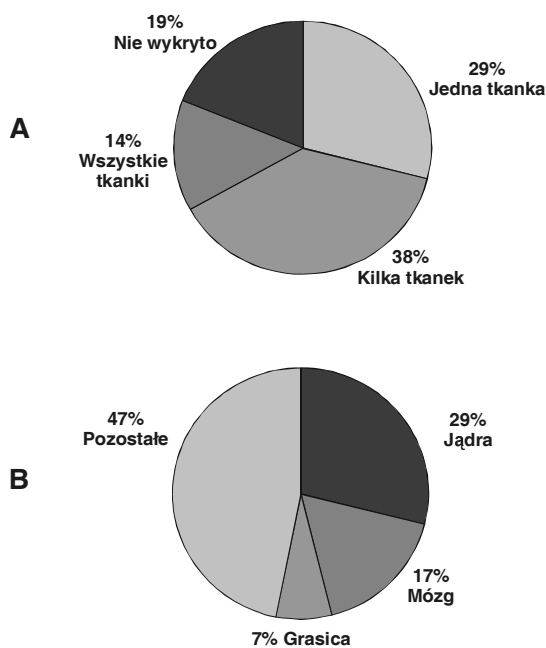 19%
Nie wykryto
29%
Jedna tkanka
A
14%
Wszystkie
tkanki
38%
Kilka tkanek
47%
Pozostałe
29%
Jądra
B
17%
Mózg
7% Grasica